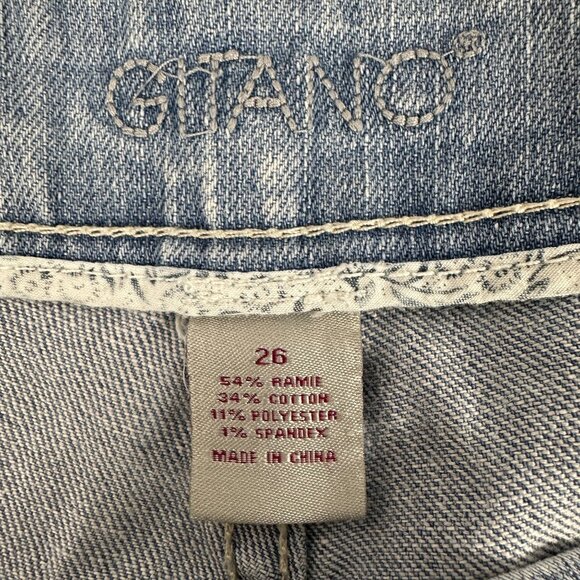 GITANO®
26
54% RAMIE
34% COTTON
11% POLYESTER
1% SPANDEX
MADE IN CHINA